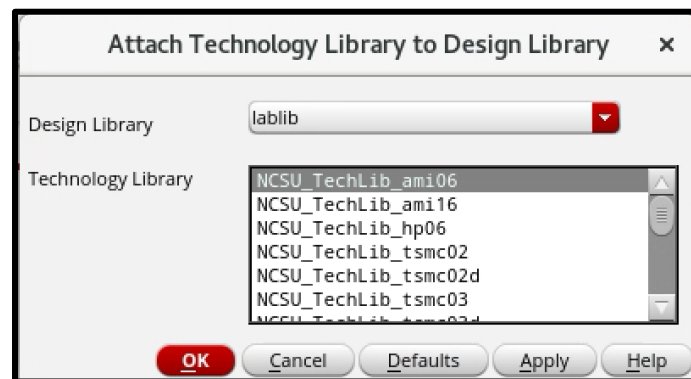 Attach Technology Library to Design Library ×
Design Library lablib
Technology Library NCSU_TechLib_ami06
NCSU_TechLib_ami16
NCSU_TechLib_hp06
NCSU_TechLib_tsmc02
NCSU_TechLib_tsmc02d
NCSU_TechLib_tsmc03
NCSU_TechLib_tsmc03d
OK Cancel Defaults Apply Help